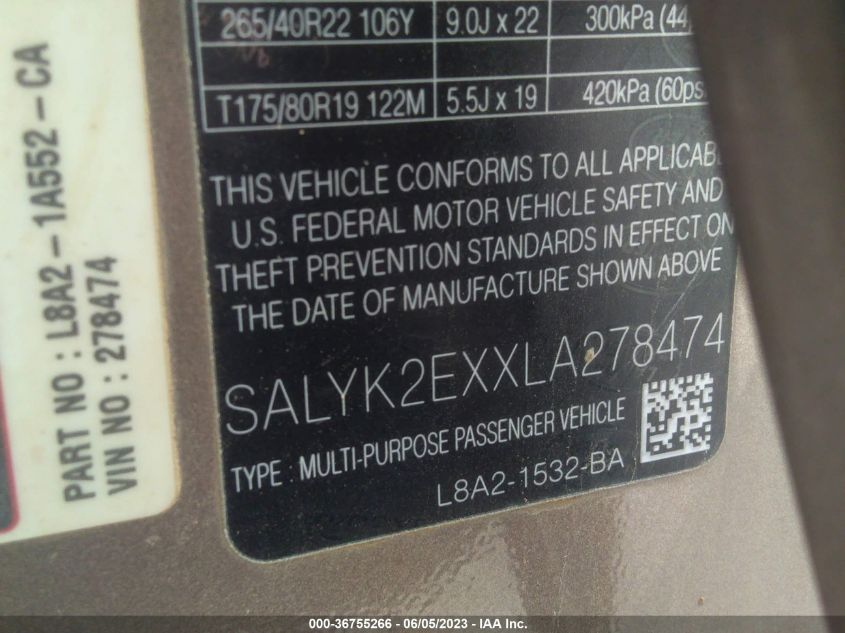 265/40R22 106Y 9.0J x 22 300kPa (44
T175/80R19 122M 5.5J x 19 420kPa (60ps
THIS VEHICLE CONFORMS TO ALL APPLICAB
U.S. FEDERAL MOTOR VEHICLE SAFETY AND
THEFT PREVENTION STANDARDS IN EFFECT ON
THE DATE OF MANUFACTURE SHOWN ABOVE
SALYK2EXXLA278474
TYPE : MULTI-PURPOSE PASSENGER VEHICLE
L8A2-1532-BA
PART NO : L8A2-1A552-CA
VIN NO : 278474
000-36755266 - 06/05/2023 - IAA Inc.